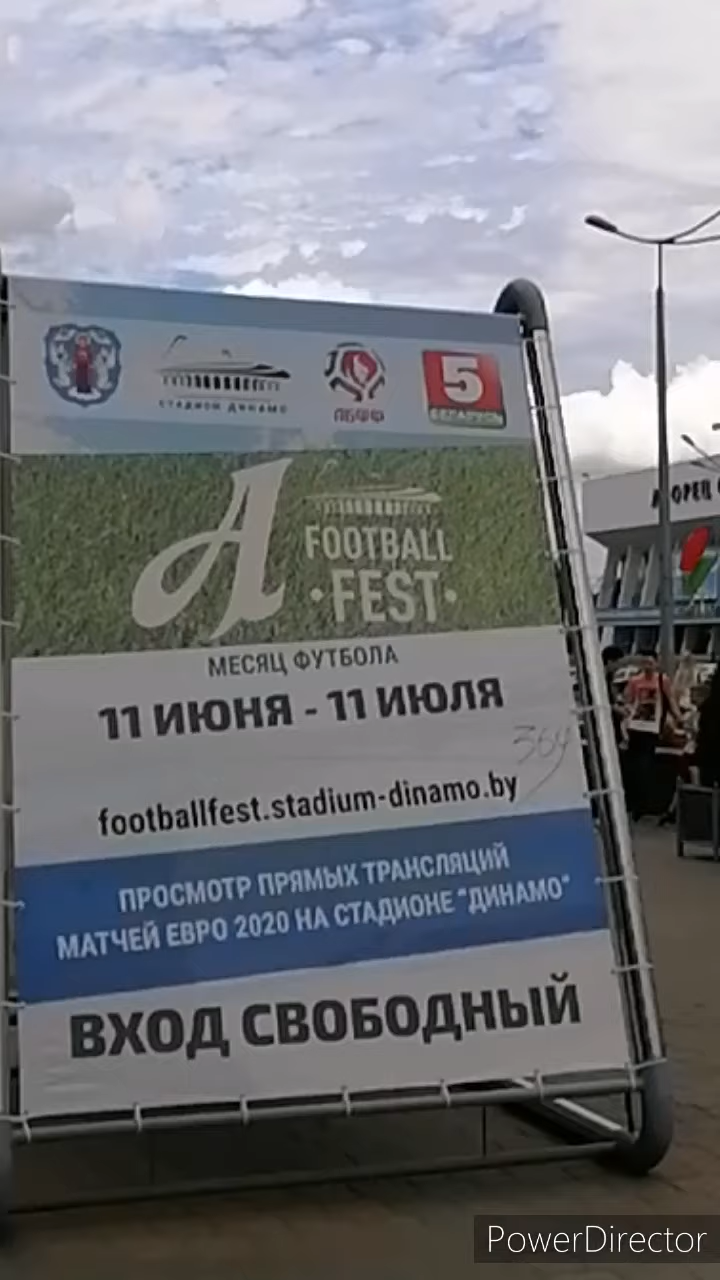 СТАДИОН ДИНАМО
АБФФ
5
БЕЛАРУСЬ
FOOTBALL
·FEST·
МЕСЯЦ ФУТБОЛА
11 ИЮНЯ - 11 ИЮЛЯ
364
footballfest.stadium-dinamo.by
ПРОСМОТР ПРЯМЫХ ТРАНСЛЯЦИЙ
МАТЧЕЙ ЕВРО 2020 НА СТАДИОНЕ "ДИНАМО"
ВХОД СВОБОДНЫЙ
PowerDirector